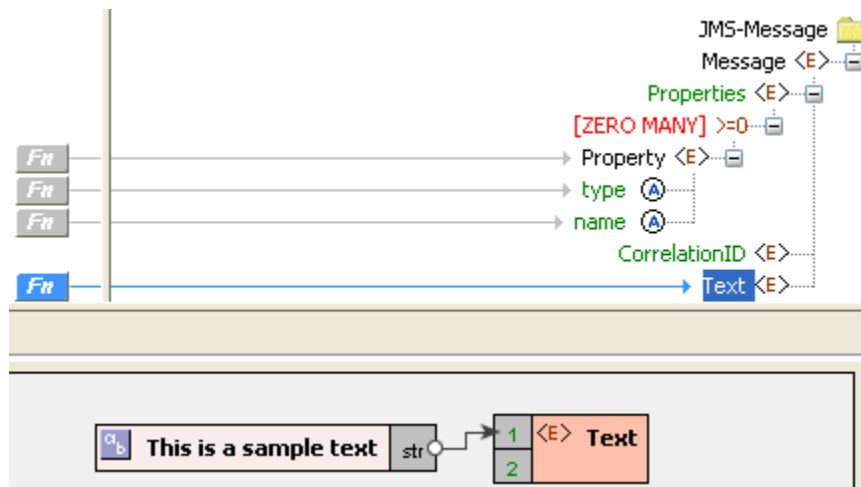 JMS-Message
Message <E>
Properties <E>
[ZERO MANY] >=0
Fn Property <E>
Fn type A
Fn name A
CorrelationID <E>
Fn Text <E>
ab This is a sample text str 1 <E> Text
2